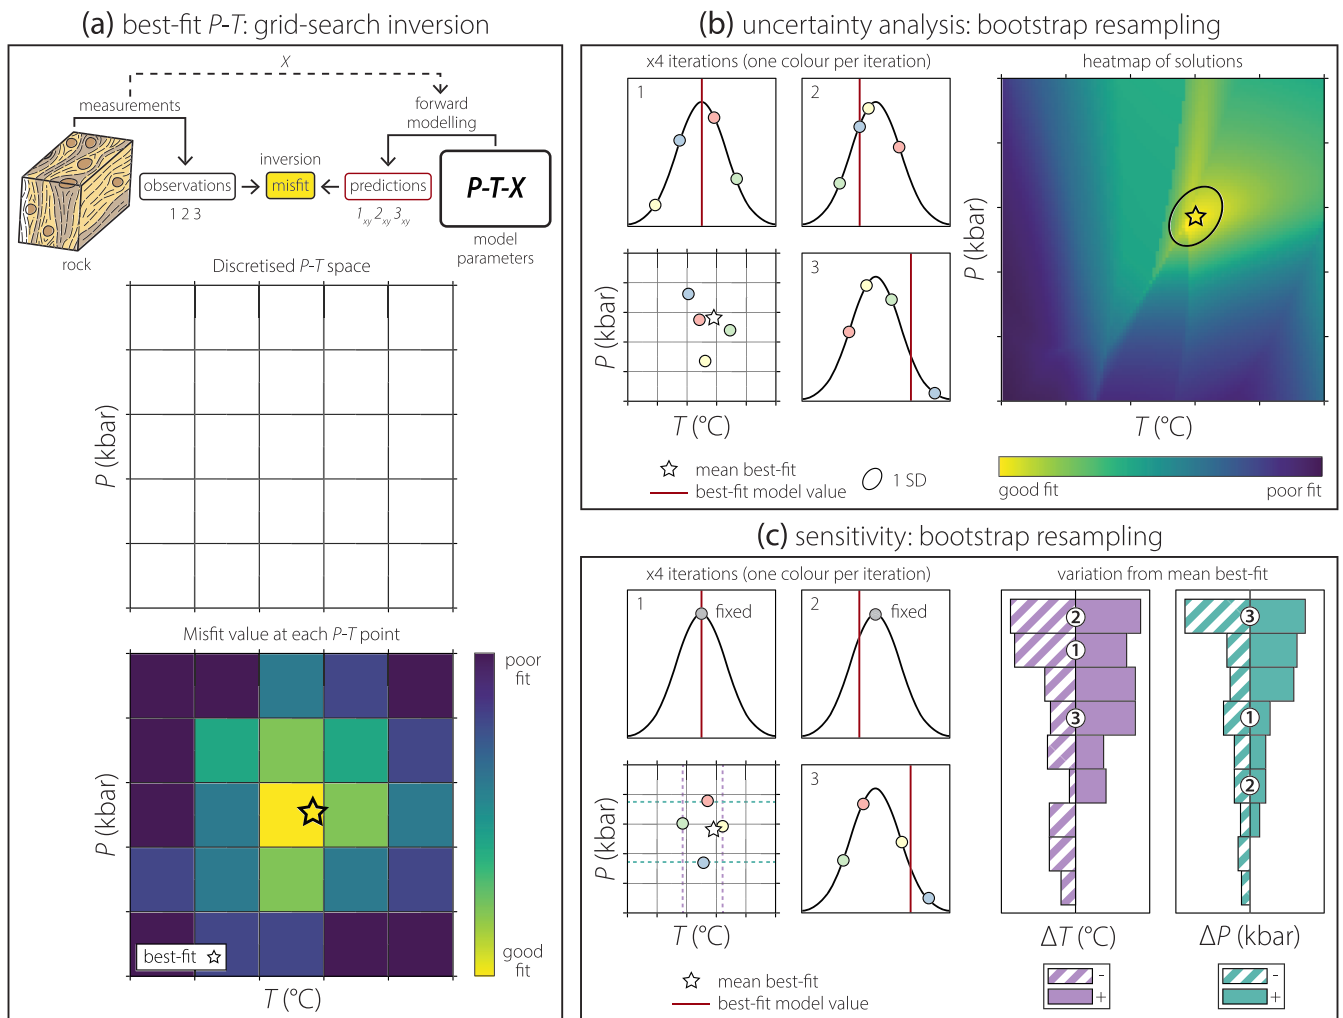 (a) best-fit P-T: grid-search inversion
X
measurements
forward
modelling
inversion
observations
misfit
predictions
P-T-X
1 2 3
1xy 2xy 3xy
rock
model
parameters
Discretised P-T space
P (kbar)
Misfit value at each P-T point
poor
fit
P (kbar)
good
fit
best-fit
T (°C)
(b) uncertainty analysis: bootstrap resampling
x4 iterations (one colour per iteration)
heatmap of solutions
1
2
3
P (kbar)
T (°C)
P (kbar)
T (°C)
mean best-fit
best-fit model value
1 SD
good fit
poor fit
(c) sensitivity: bootstrap resampling
x4 iterations (one colour per iteration)
variation from mean best-fit
1
fixed
2
fixed
3
P (kbar)
T (°C)
2
1
3
3
1
2
ΔT (°C)
ΔP (kbar)
mean best-fit
best-fit model value
-
+
-
+